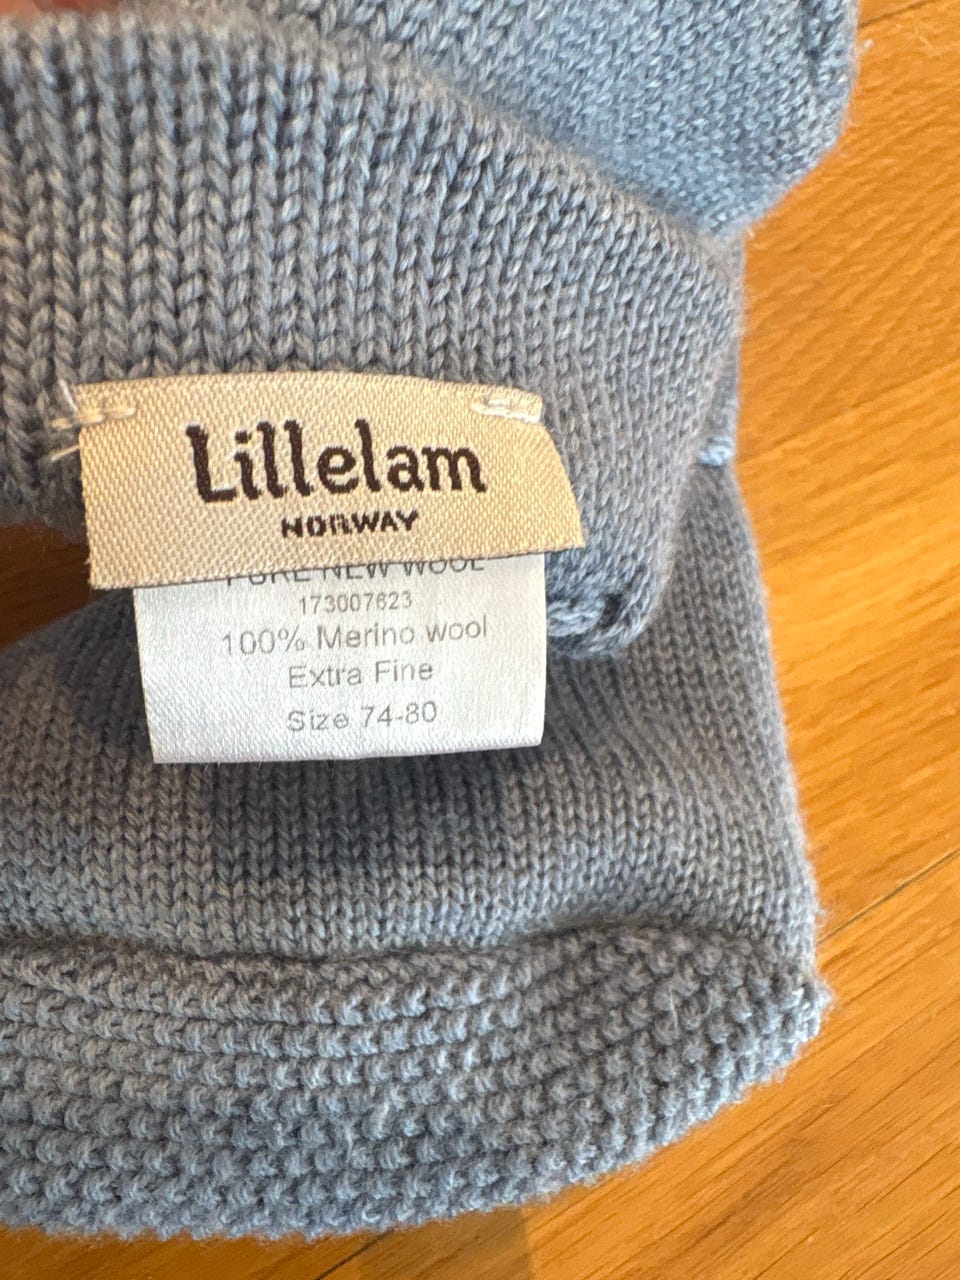 Lillelam
NORWAY
PURE NEW WOOL
173007623
100% Merino wool
Extra Fine
Size 74-80